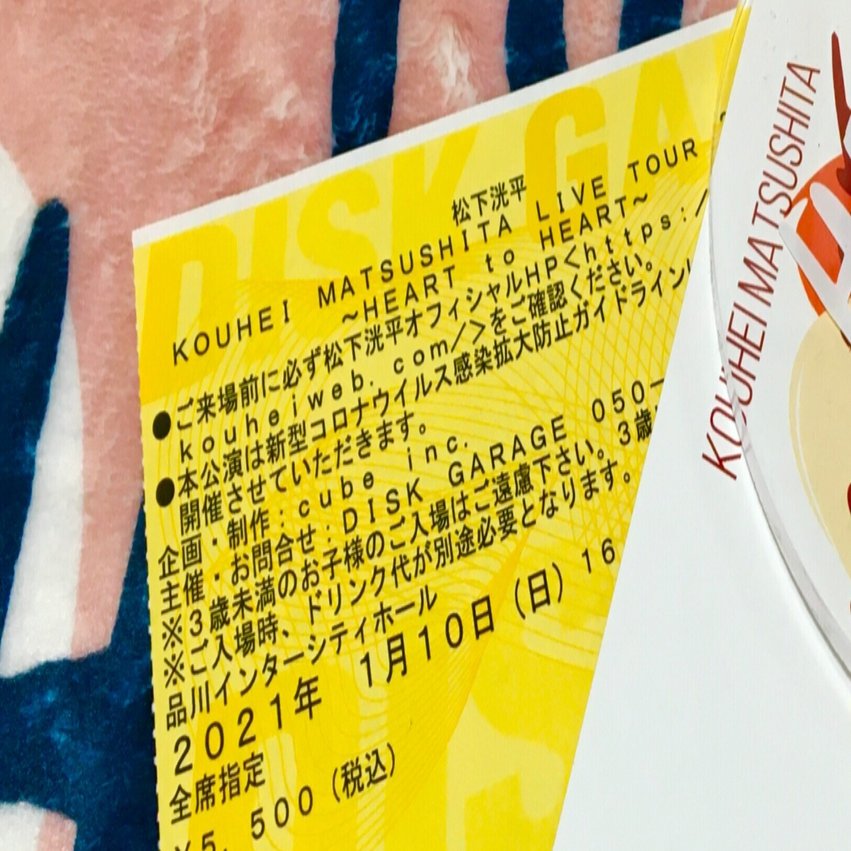 DISK GA
松下洸平
KOUHEI MATSUSHITA LIVE TOUR
～HEART to HEART～
●ご来場前に必ず松下洸平オフィシャルHP<https:/
kouheiweb.com/>をご確認ください。
●本公演は新型コロナウイルス感染拡大防止ガイドライン
開催させていただきます。
企画・制作:cube inc.
主催・お問合せ:DISK GARAGE 050-
※3歳未満のお子様のご入場はご遠慮下さい。3歳
※ご入場時、ドリンク代が別途必要となります。
品川インターシティホール
2021年 1月10日(日) 16
全席指定
¥5,500(税込)
KOUHEI MATSUSHITA